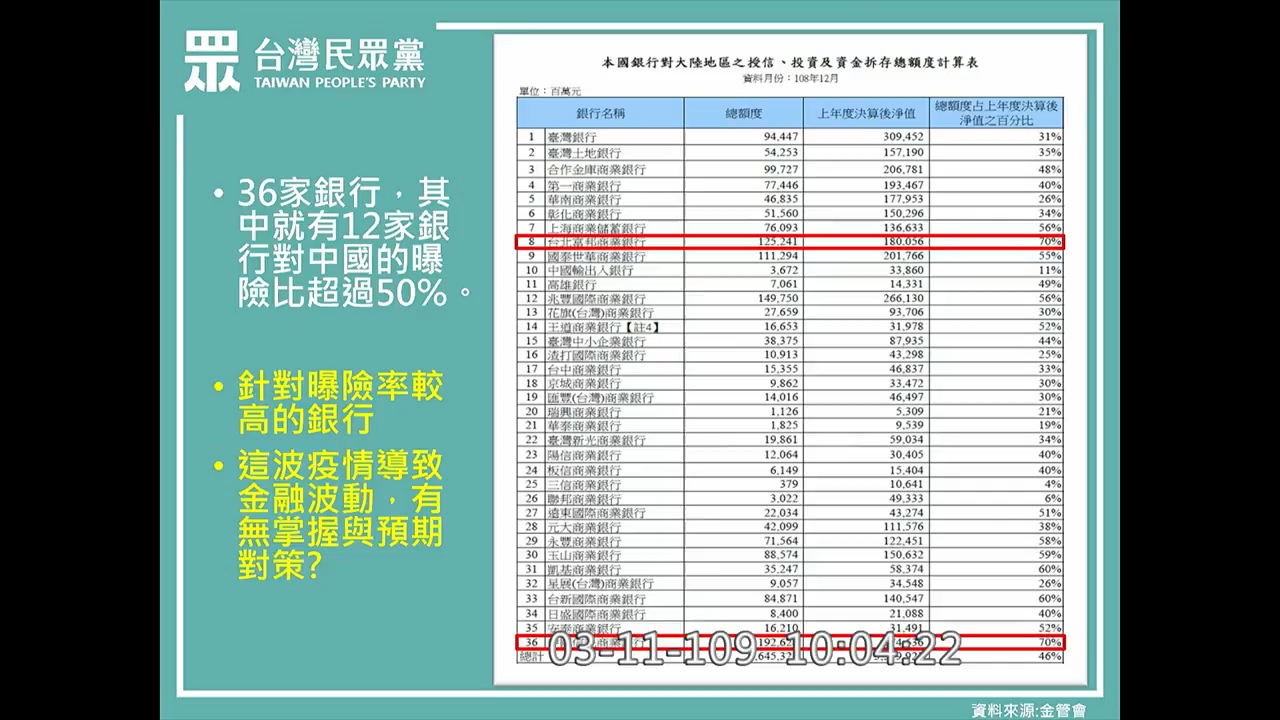 台灣民眾黨
TAIWAN PEOPLE'S PARTY
• 36家銀行，其
中就有12家銀
行對中國的曝
險比超過50%。
• 針對曝險率較
高的銀行
• 這波疫情導致
金融波動，有
無掌握與預期
對策?
本國銀行對大陸地區之授信、投資及資金拆存總額度計算表
資料月份：108年12月
單位：百萬元
銀行名稱 總額度 上年度決算後淨值 總額度占上年度決算後
淨值之百分比
1 臺灣銀行 94,447 309,452 31%
2 臺灣土地銀行 54,253 157,190 35%
3 合作金庫商業銀行 99,727 206,781 48%
4 第一商業銀行 77,446 193,467 40%
5 華南商業銀行 46,835 177,953 26%
6 彰化商業銀行 51,560 150,296 34%
7 上海商業儲蓄銀行 76,093 136,633 56%
8 台北富邦商業銀行 125,241 180,056 70%
9 國泰世華商業銀行 111,294 201,766 55%
10 中國輸出入銀行 3,672 33,860 11%
11 高雄銀行 7,061 14,331 49%
12 兆豐國際商業銀行 149,750 266,130 56%
13 花旗(台灣)商業銀行 27,659 93,706 30%
14 王道商業銀行【註4】 16,653 31,978 52%
15 臺灣中小企業銀行 38,375 87,935 44%
16 渣打國際商業銀行 10,913 43,298 25%
17 台中商業銀行 15,355 46,837 33%
18 京城商業銀行 9,862 33,472 30%
19 匯豐(台灣)商業銀行 14,016 46,497 30%
20 瑞興商業銀行 1,126 5,309 21%
21 華泰商業銀行 1,825 9,539 19%
22 臺灣新光商業銀行 19,861 59,034 34%
23 陽信商業銀行 12,064 30,405 40%
24 板信商業銀行 6,149 15,404 40%
25 三信商業銀行 379 10,641 4%
26 聯邦商業銀行 3,022 49,333 6%
27 遠東國際商業銀行 22,034 43,274 51%
28 元大商業銀行 42,099 111,576 38%
29 永豐商業銀行 71,564 122,451 58%
30 玉山商業銀行 88,574 150,632 59%
31 凱基商業銀行 35,247 58,374 60%
32 星展(台灣)商業銀行 9,057 34,548 26%
33 台新國際商業銀行 84,871 140,547 60%
34 日盛國際商業銀行 8,400 21,088 40%
35 安泰商業銀行 16,210 31,491 52%
36 70%
總計 46%
03-11-109 10:04:22
資料來源:金管會